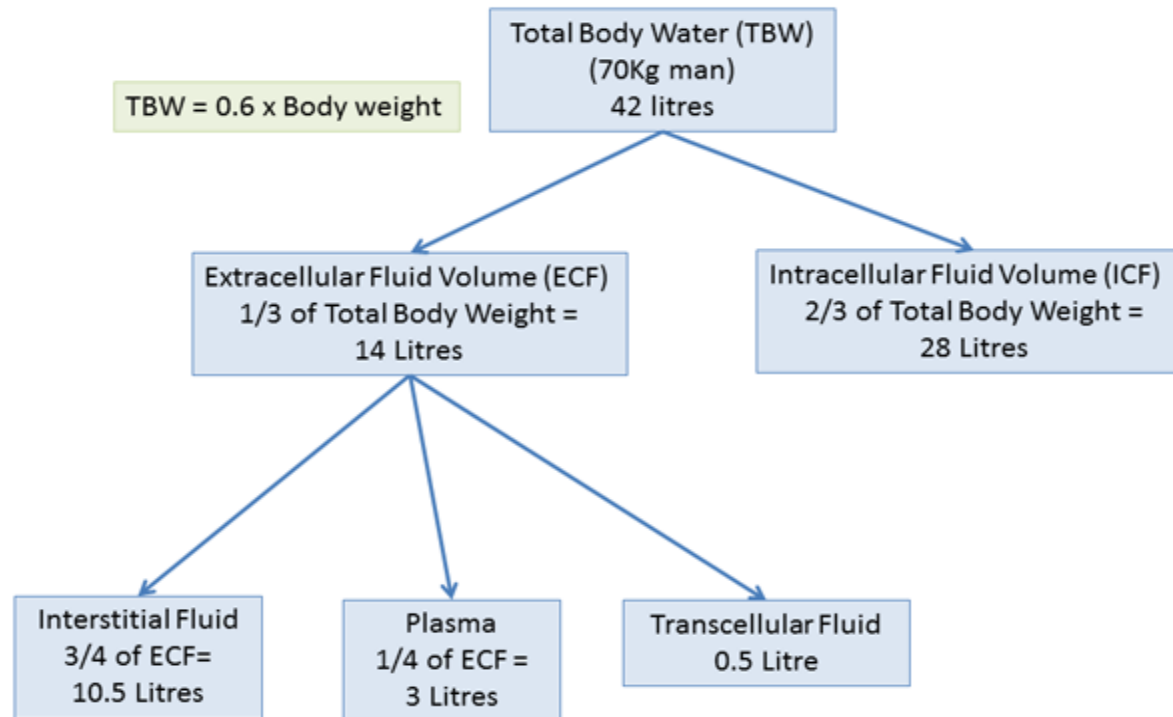 Total Body Water (TBW)
(70Kg man)
42 litres
TBW = 0.6 x Body weight
Extracellular Fluid Volume (ECF)
1/3 of Total Body Weight =
14 Litres
Intracellular Fluid Volume (ICF)
2/3 of Total Body Weight =
28 Litres
Interstitial Fluid
3/4 of ECF=
10.5 Litres
Plasma
1/4 of ECF =
3 Litres
Transcellular Fluid
0.5 Litre